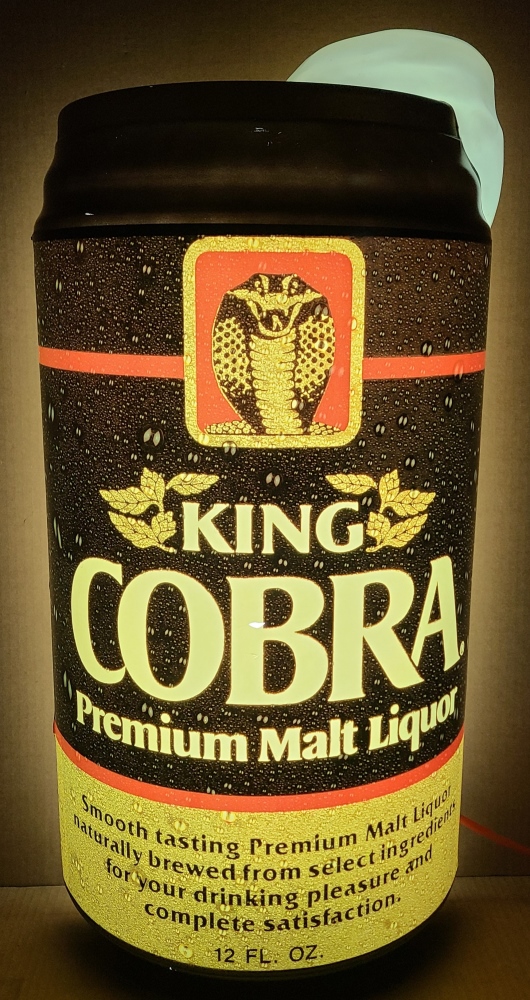 KING
COBRA.
Premium Malt Liquor
Smooth tasting Premium Malt Liquor
naturally brewed from select ingredients
for your drinking pleasure and
complete satisfaction.
12 FL. OZ.